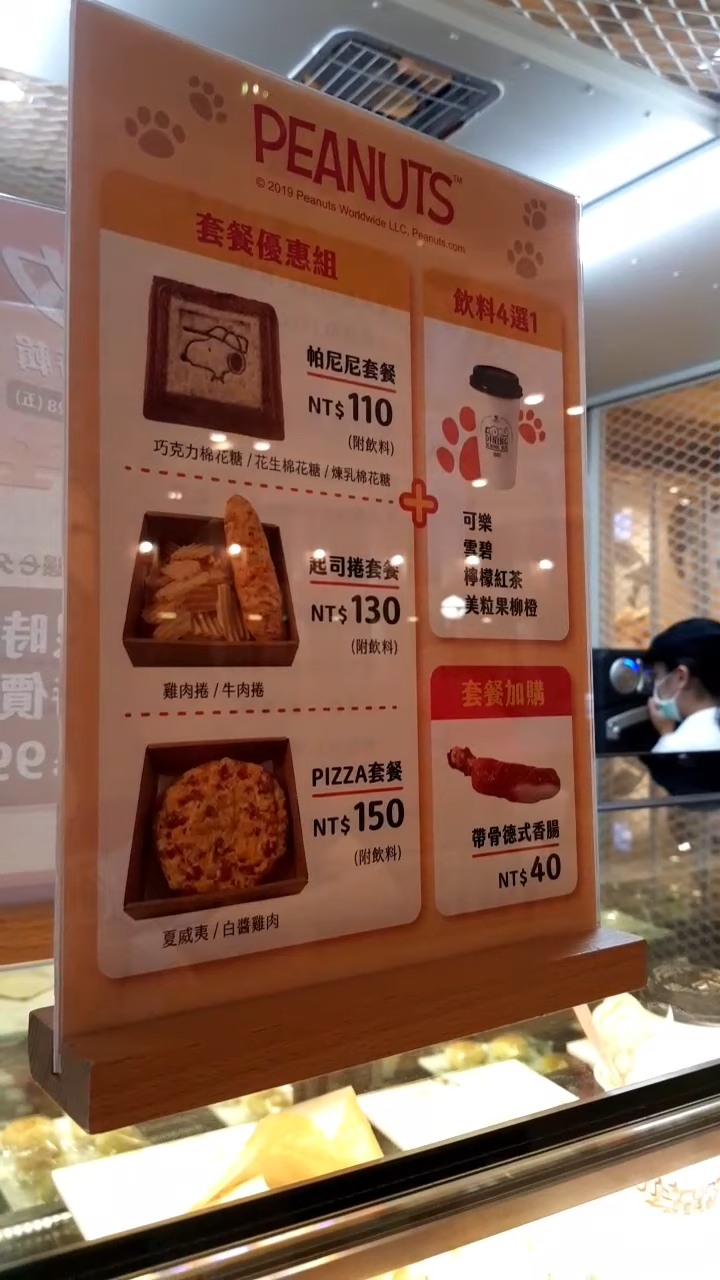 PEANUTS™
© 2019 Peanuts Worldwide LLC, Peanuts.com
套餐優惠組
帕尼尼套餐
NT$110
(附飲料)
巧克力棉花糖 / 花生棉花糖 / 煉乳棉花糖
起司捲套餐
NT$130
(附飲料)
雞肉捲 / 牛肉捲
PIZZA套餐
NT$150
(附飲料)
夏威夷 / 白醬雞肉
+
飲料4選1
可樂
雪碧
檸檬紅茶
美粒果柳橙
套餐加購
帶骨德式香腸
NT$40